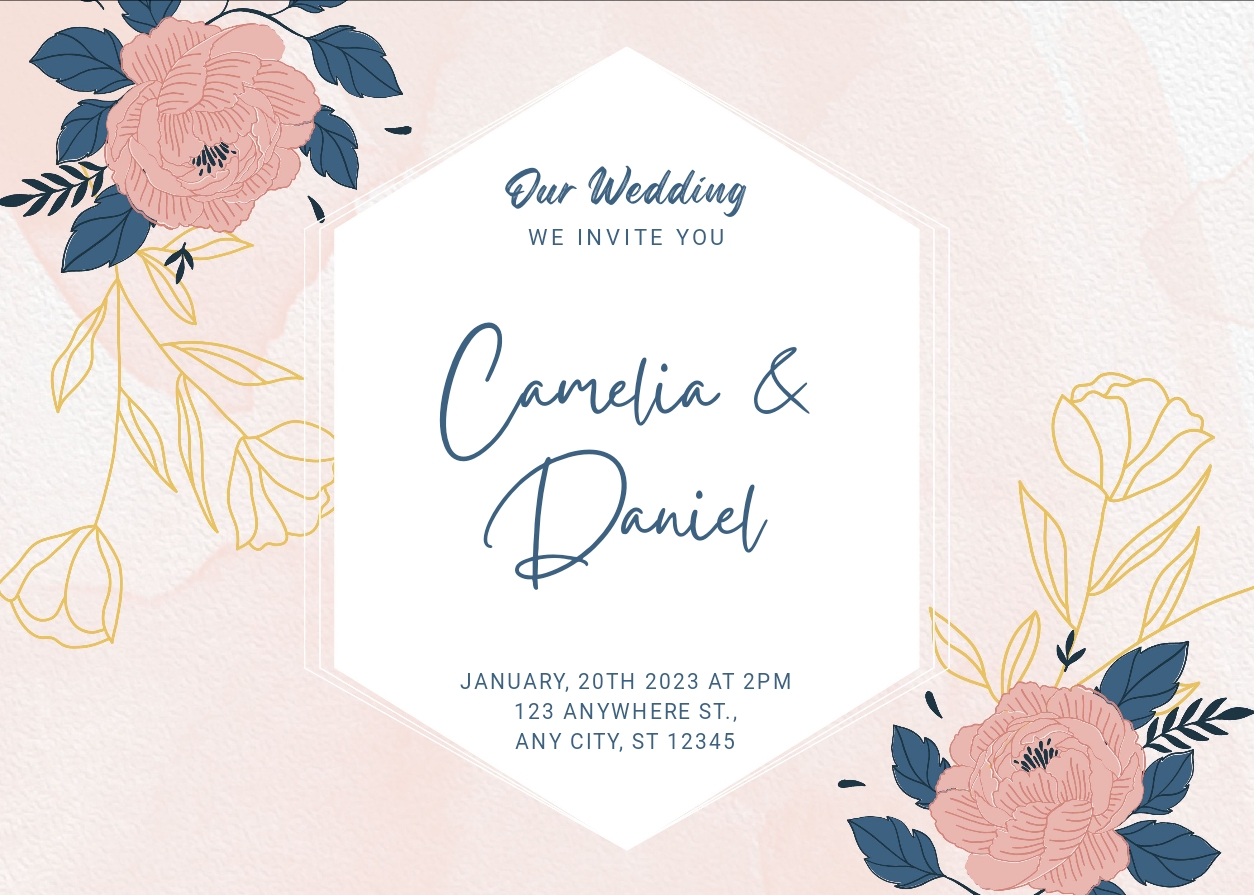 Our Wedding
WE INVITE YOU
Camelia &
Daniel
JANUARY, 20TH 2023 AT 2PM
123 ANYWHERE ST.,
ANY CITY, ST 12345